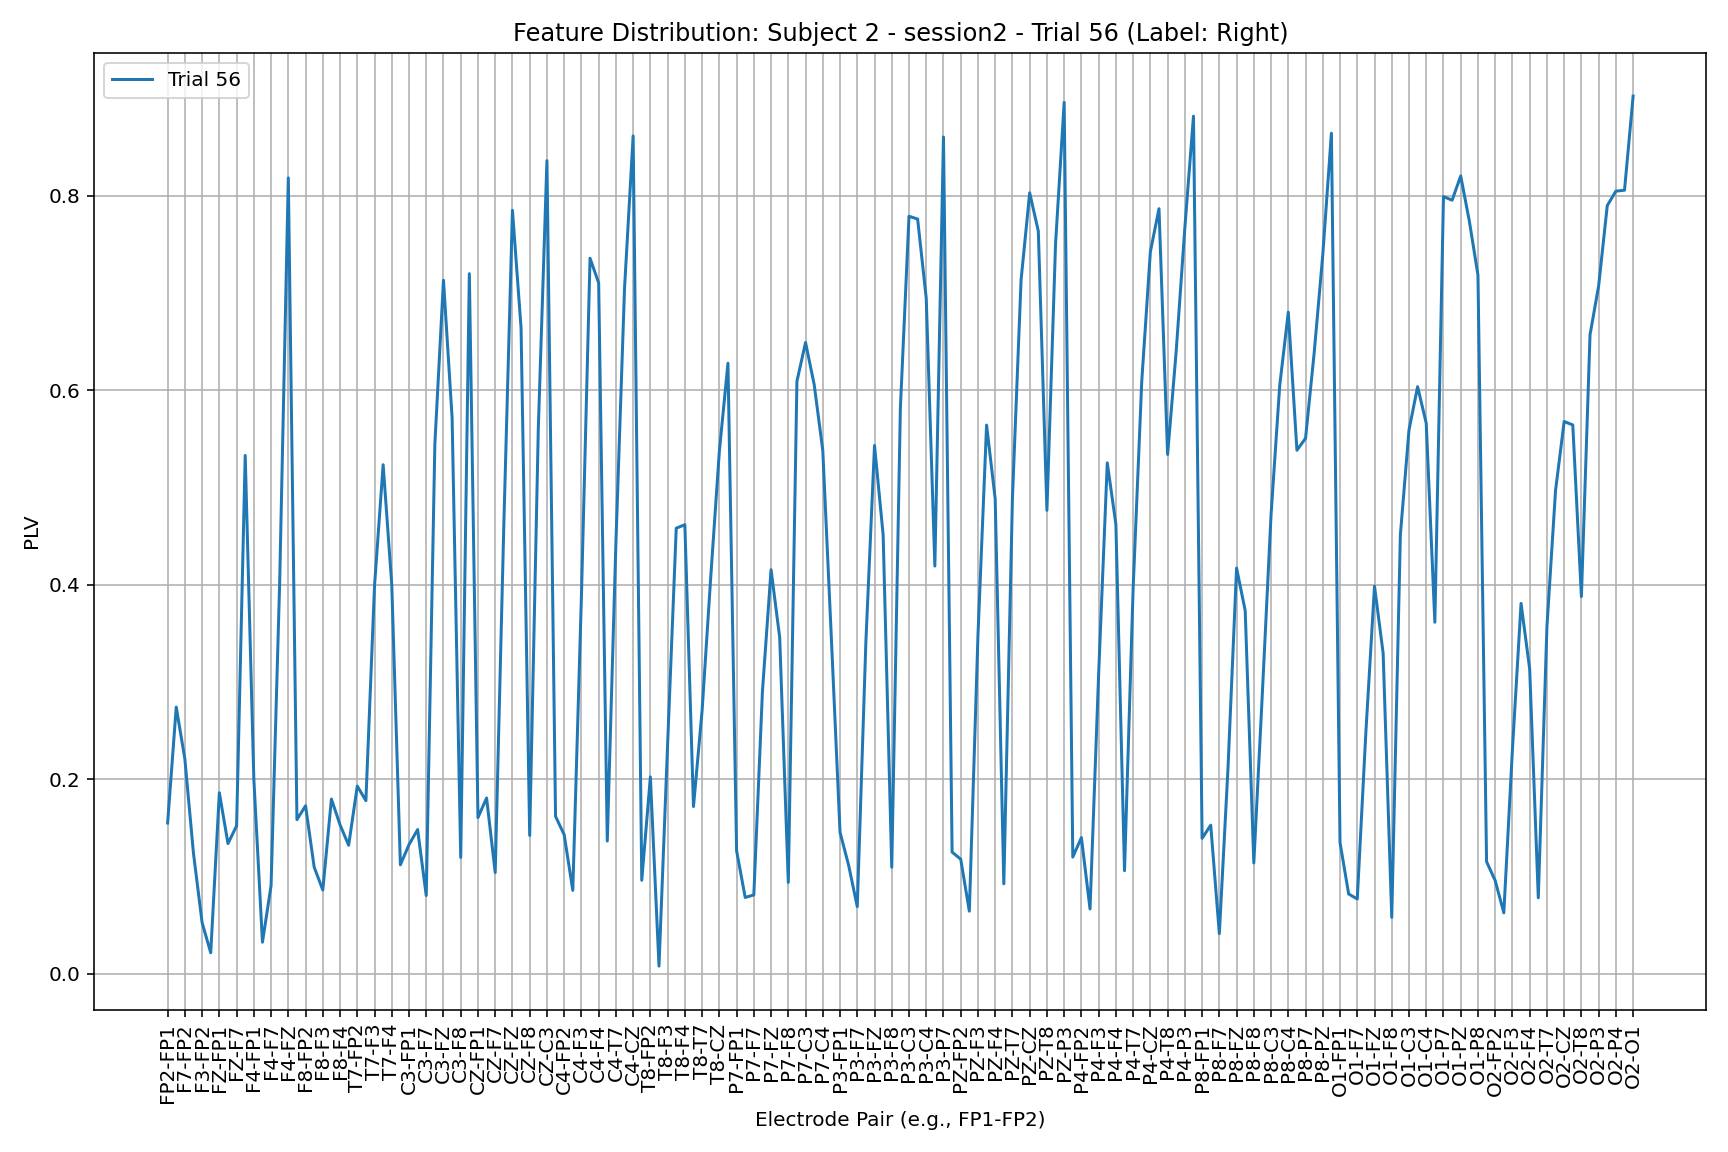 Feature Distribution: Subject 2 - session2 - Trial 56 (Label: Right)
Trial 56
PLV
0.8
0.6
0.4
0.2
0.0
FP2-FP1
F7-FP2
F3-FP2
FZ-FP1
FZ-F7
F4-FP1
F4-F7
F4-FZ
F8-FP2
F8-F3
F8-F4
T7-FP2
T7-F3
T7-F4
C3-FP1
C3-F7
C3-FZ
C3-F8
CZ-FP1
CZ-F7
CZ-FZ
CZ-F8
CZ-C3
C4-FP2
C4-F3
C4-F4
C4-T7
C4-CZ
T8-FP2
T8-F3
T8-F4
T8-T7
T8-CZ
P7-FP1
P7-F7
P7-FZ
P7-F8
P7-C3
P7-C4
P3-FP1
P3-F7
P3-FZ
P3-F8
P3-C3
P3-C4
P3-P7
PZ-FP2
PZ-F3
PZ-F4
PZ-T7
PZ-CZ
PZ-T8
PZ-P3
P4-FP2
P4-F3
P4-F4
P4-T7
P4-CZ
P4-T8
P4-P3
P8-FP1
P8-F7
P8-FZ
P8-F8
P8-C3
P8-C4
P8-P7
P8-PZ
O1-FP1
O1-F7
O1-FZ
O1-F8
O1-C3
O1-C4
O1-P7
O1-PZ
O1-P8
O2-FP2
O2-F3
O2-F4
O2-T7
O2-CZ
O2-T8
O2-P3
O2-P4
O2-O1
Electrode Pair (e.g., FP1-FP2)